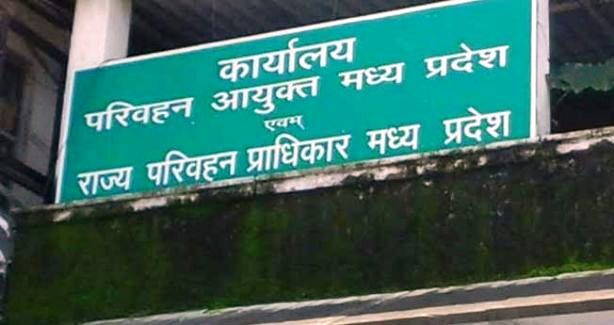 कार्यालय
परिवहन आयुक्त मध्य प्रदेश
एवम्
राज्य परिवहन प्राधिकार मध्य प्रदेश